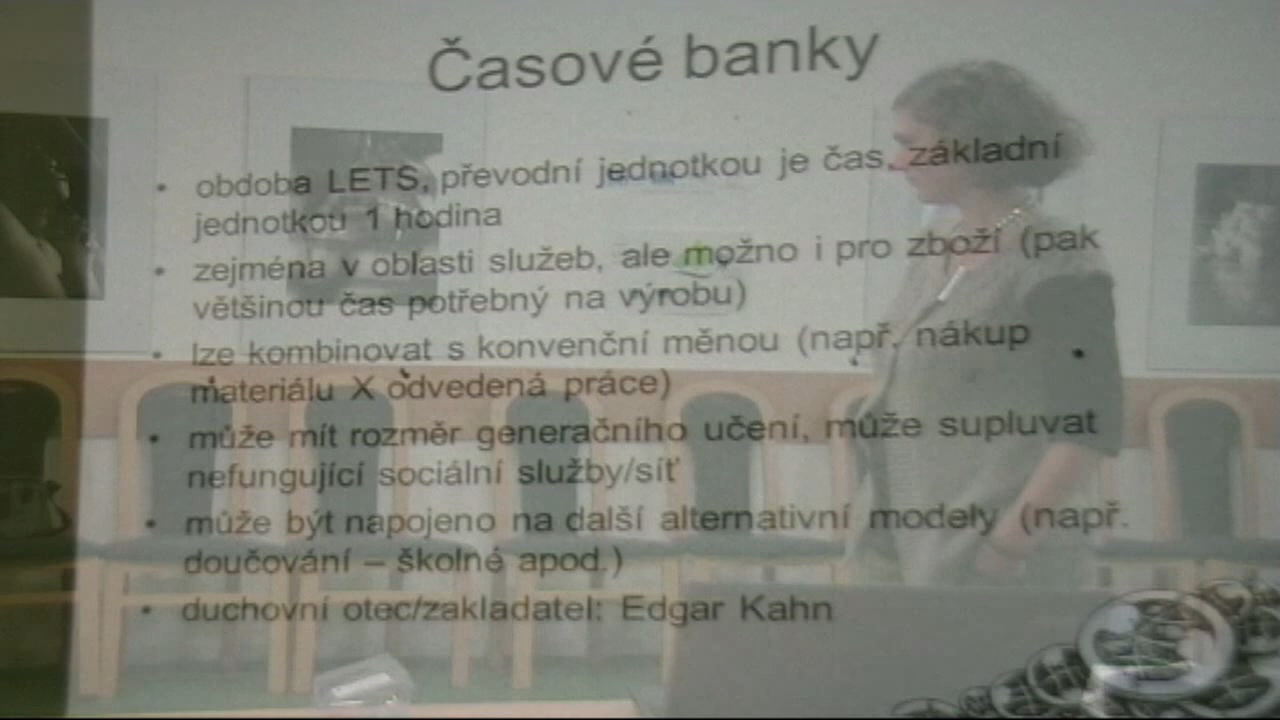 Časové banky
• obdoba LETS, převodní jednotkou je čas, základní
jednotkou 1 hodina
• zejména v oblasti služeb, ale možno i pro zboží (pak
většinou čas potřebný na výrobu)
• lze kombinovat s konvenční měnou (např. nákup
materiálu X odvedená práce)
• může mít rozměr generačního učení, může supluvat
nefungující sociální služby/síť
• může být napojeno na další alternativní modely (např.
doučování – školné apod.)
• duchovní otec/zakladatel: Edgar Kahn